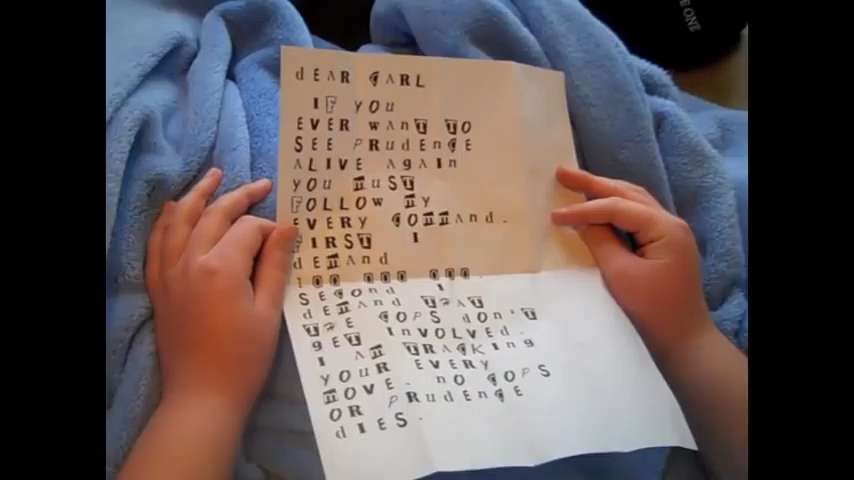 dEAR CARL
IF yOu
EVER wANT TO
SEE PRudEnCE
ALIVE AgAIn
yOu MuST
FOLLOw My
EVERy COMMAnd.
FIRST I
dEMAnd
100 000 000.
SECOnd I
dEMAnd THAT
THE COPS dOn'T
gET InVOLVEd.
I AM TRACKIng
yOuR EVERy
MOVE. nO COPS
OR PRudEnCE
dIES.
E ONE